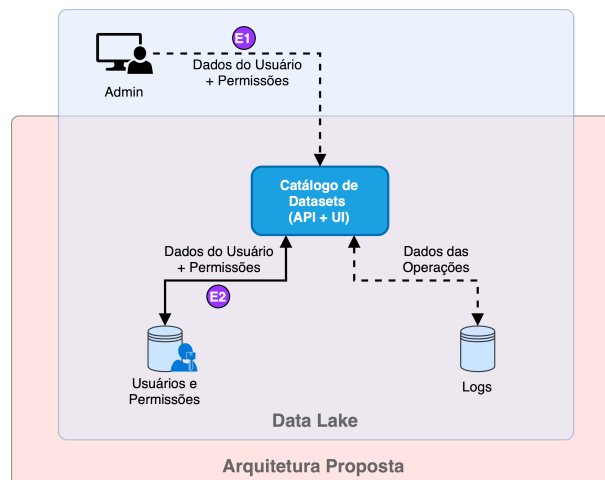 E1
Dados do Usuário
+ Permissões
Admin
Catálogo de
Datasets
(API + UI)
Dados do Usuário
+ Permissões
E2
Dados das
Operações
Usuários e
Permissões
Logs
Data Lake
Arquitetura Proposta